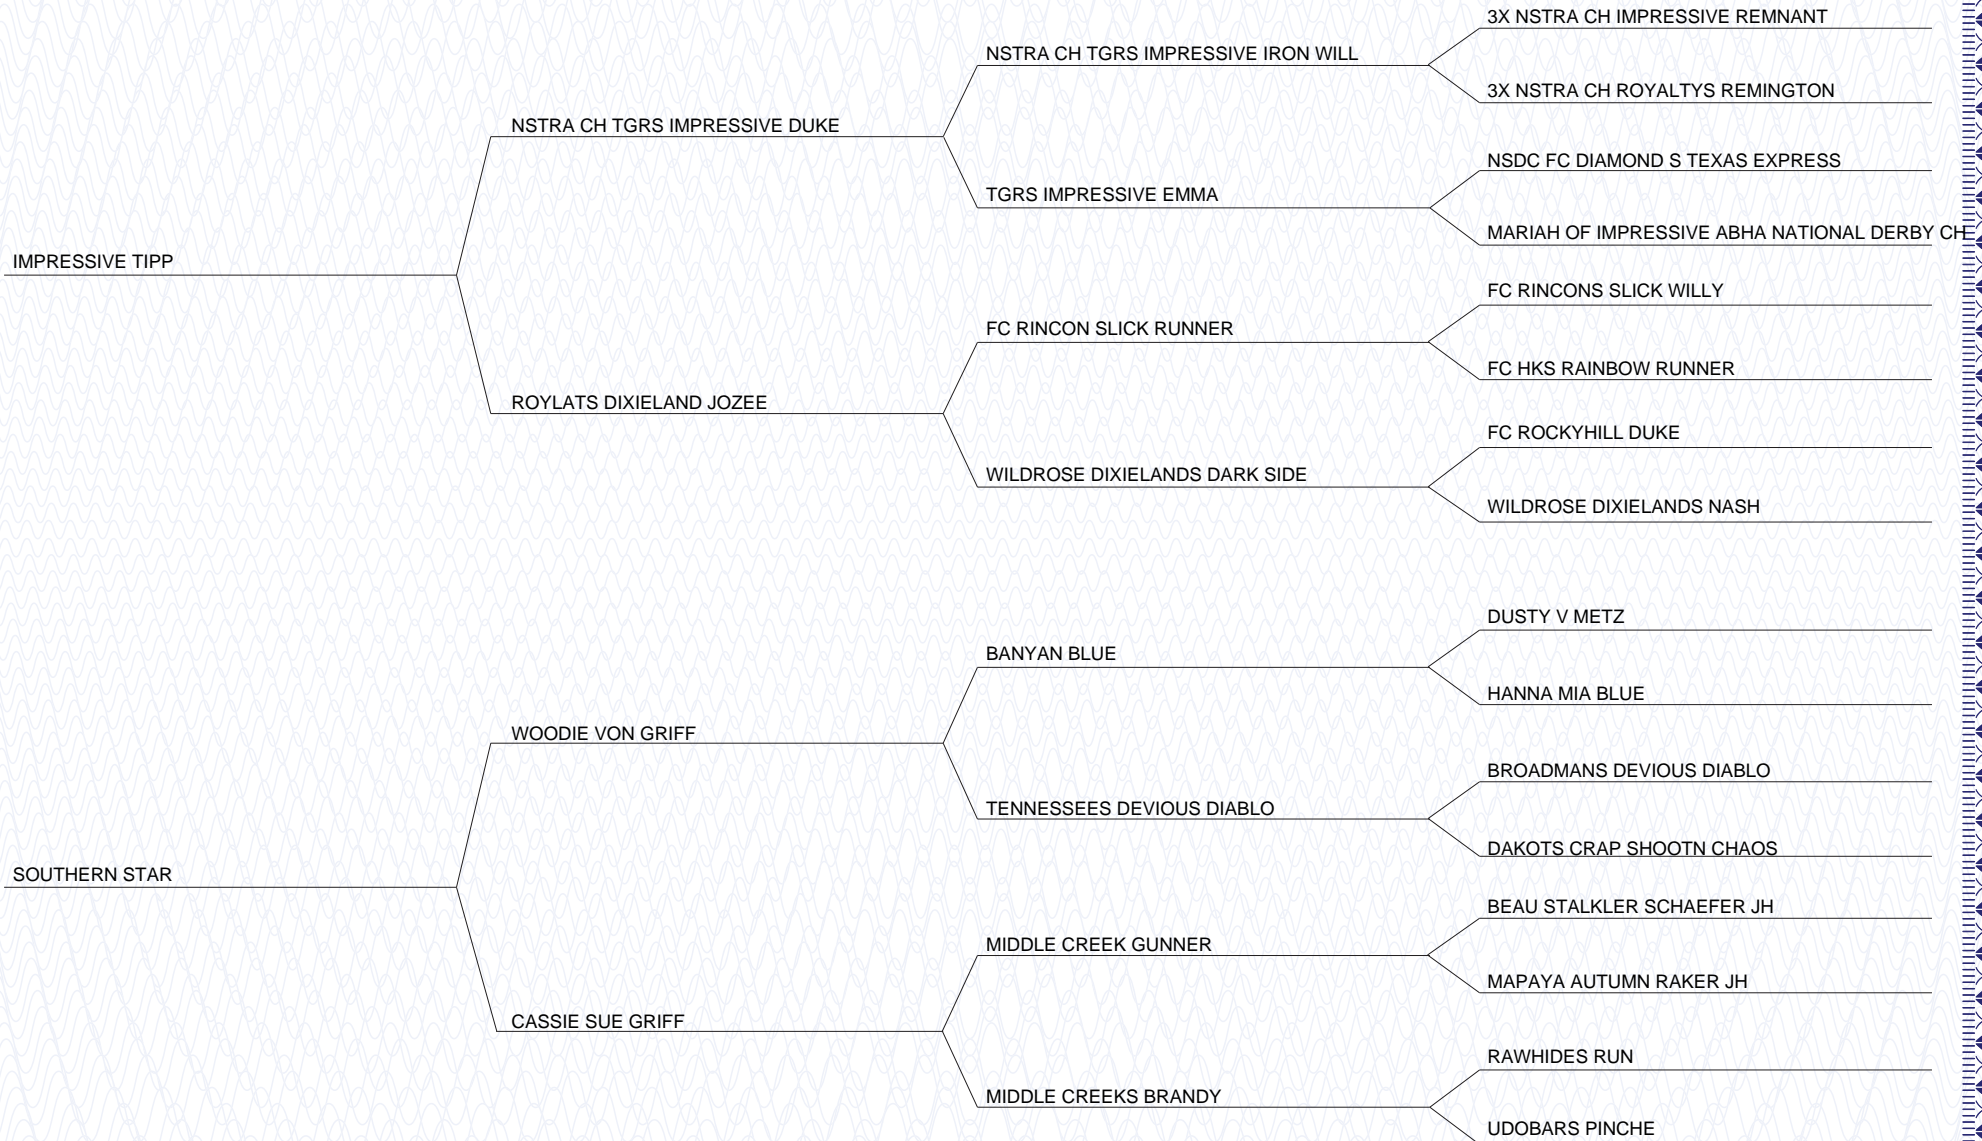 3X NSTRA CH IMPRESSIVE REMNANT
NSTRA CH TGRS IMPRESSIVE IRON WILL
3X NSTRA CH ROYALTYS REMINGTON
NSTRA CH TGRS IMPRESSIVE DUKE
NSDC FC DIAMOND S TEXAS EXPRESS
TGRS IMPRESSIVE EMMA
MARIAH OF IMPRESSIVE ABHA NATIONAL DERBY CH
IMPRESSIVE TIPP
FC RINCONS SLICK WILLY
FC RINCON SLICK RUNNER
FC HKS RAINBOW RUNNER
ROYLATS DIXIELAND JOZEE
FC ROCKYHILL DUKE
WILDROSE DIXIELANDS DARK SIDE
WILDROSE DIXIELANDS NASH
DUSTY V METZ
BANYAN BLUE
HANNA MIA BLUE
WOODIE VON GRIFF
BROADMANS DEVIOUS DIABLO
TENNESSEES DEVIOUS DIABLO
DAKOTS CRAP SHOOTN CHAOS
SOUTHERN STAR
BEAU STALKLER SCHAEFER JH
MIDDLE CREEK GUNNER
MAPAYA AUTUMN RAKER JH
CASSIE SUE GRIFF
RAWHIDES RUN
MIDDLE CREEKS BRANDY
UDOBARS PINCHE